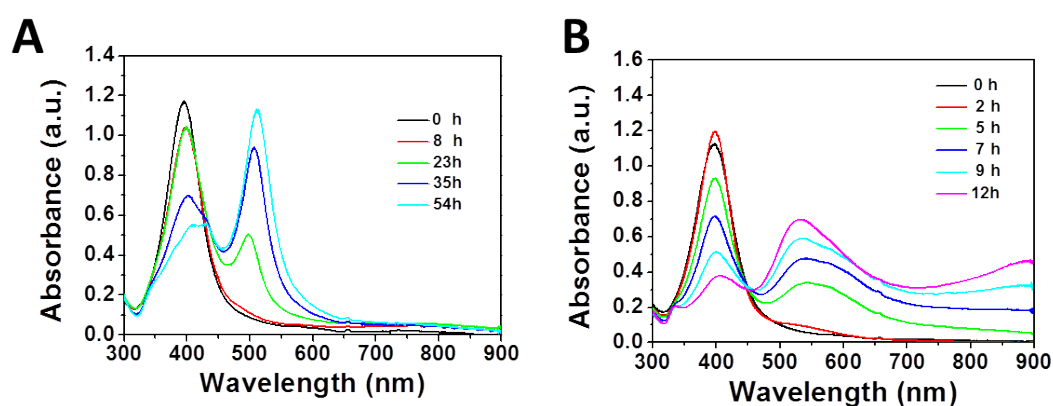 A
Absorbance (a.u.)
1.4
1.2
1.0
0.8
0.6
0.4
0.2
0.0
0 h
8 h
23h
35h
54h
300 400 500 600 700 800 900
Wavelength (nm)
B
Absorbance (a.u.)
1.6
1.4
1.2
1.0
0.8
0.6
0.4
0.2
0.0
0 h
2 h
5 h
7 h
9 h
12h
300 400 500 600 700 800 900
Wavelength (nm)